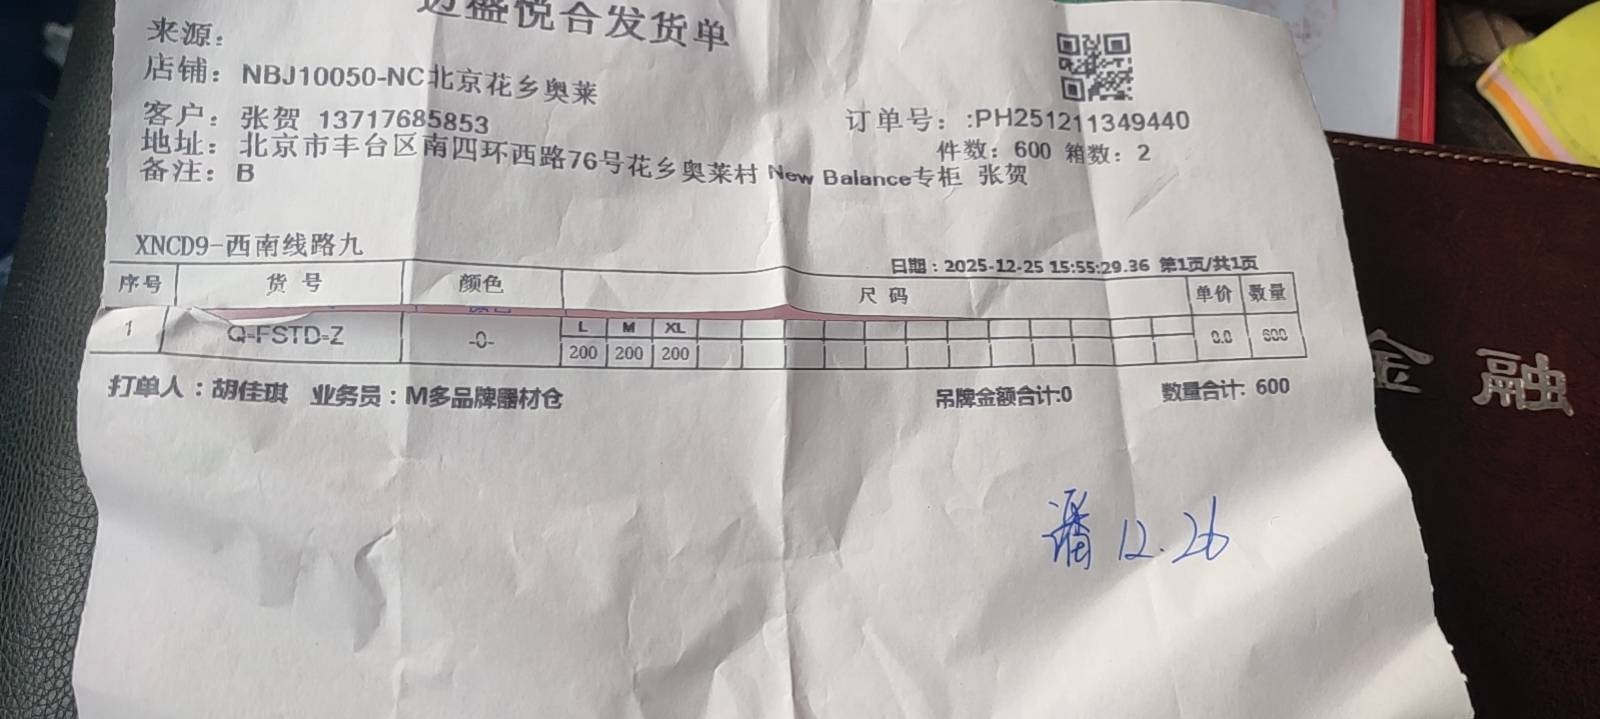 迈盛悦合发货单
来源:
店铺: NBJ10050-NC北京花乡奥莱
客户: 张贺 13717685853
订单号: :PH251211349440
地址: 北京市丰台区南四环西路76号花乡奥莱村 New Balance专柜 张贺
件数: 600 箱数: 2
备注: B
XNCD9-西南线路九
日期:2025-12-25 15:55:29.36 第1页/共1页
序号 货号 颜色 尺码 单价 数量
L M XL
1 Q-FSTD-Z -0- 0.0 600
200 200 200
打单人:胡佳琪 业务员:M多品牌器材仓 吊牌金额合计:0 数量合计: 600
12.26
金融